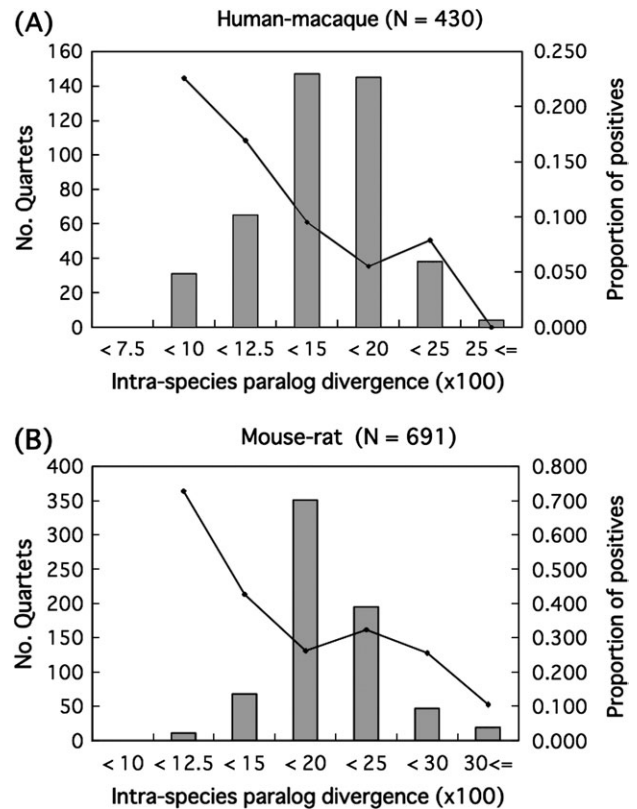 (A)
Human-macaque (N = 430)
160 0.250
140
120 0.200
100 0.150
80
60 0.100
40 0.050
20
0 0.000
No. Quartets
Proportion of positives
< 7.5 < 10 < 12.5 < 15 < 20 < 25 25 <=
Intra-species paralog divergence (x100)
(B)
Mouse-rat (N = 691)
400 0.800
350 0.700
300 0.600
250 0.500
200 0.400
150 0.300
100 0.200
50 0.100
0 0.000
No. Quartets
Proportion of positives
< 10 < 12.5 < 15 < 20 < 25 < 30 30<=
Intra-species paralog divergence (x100)